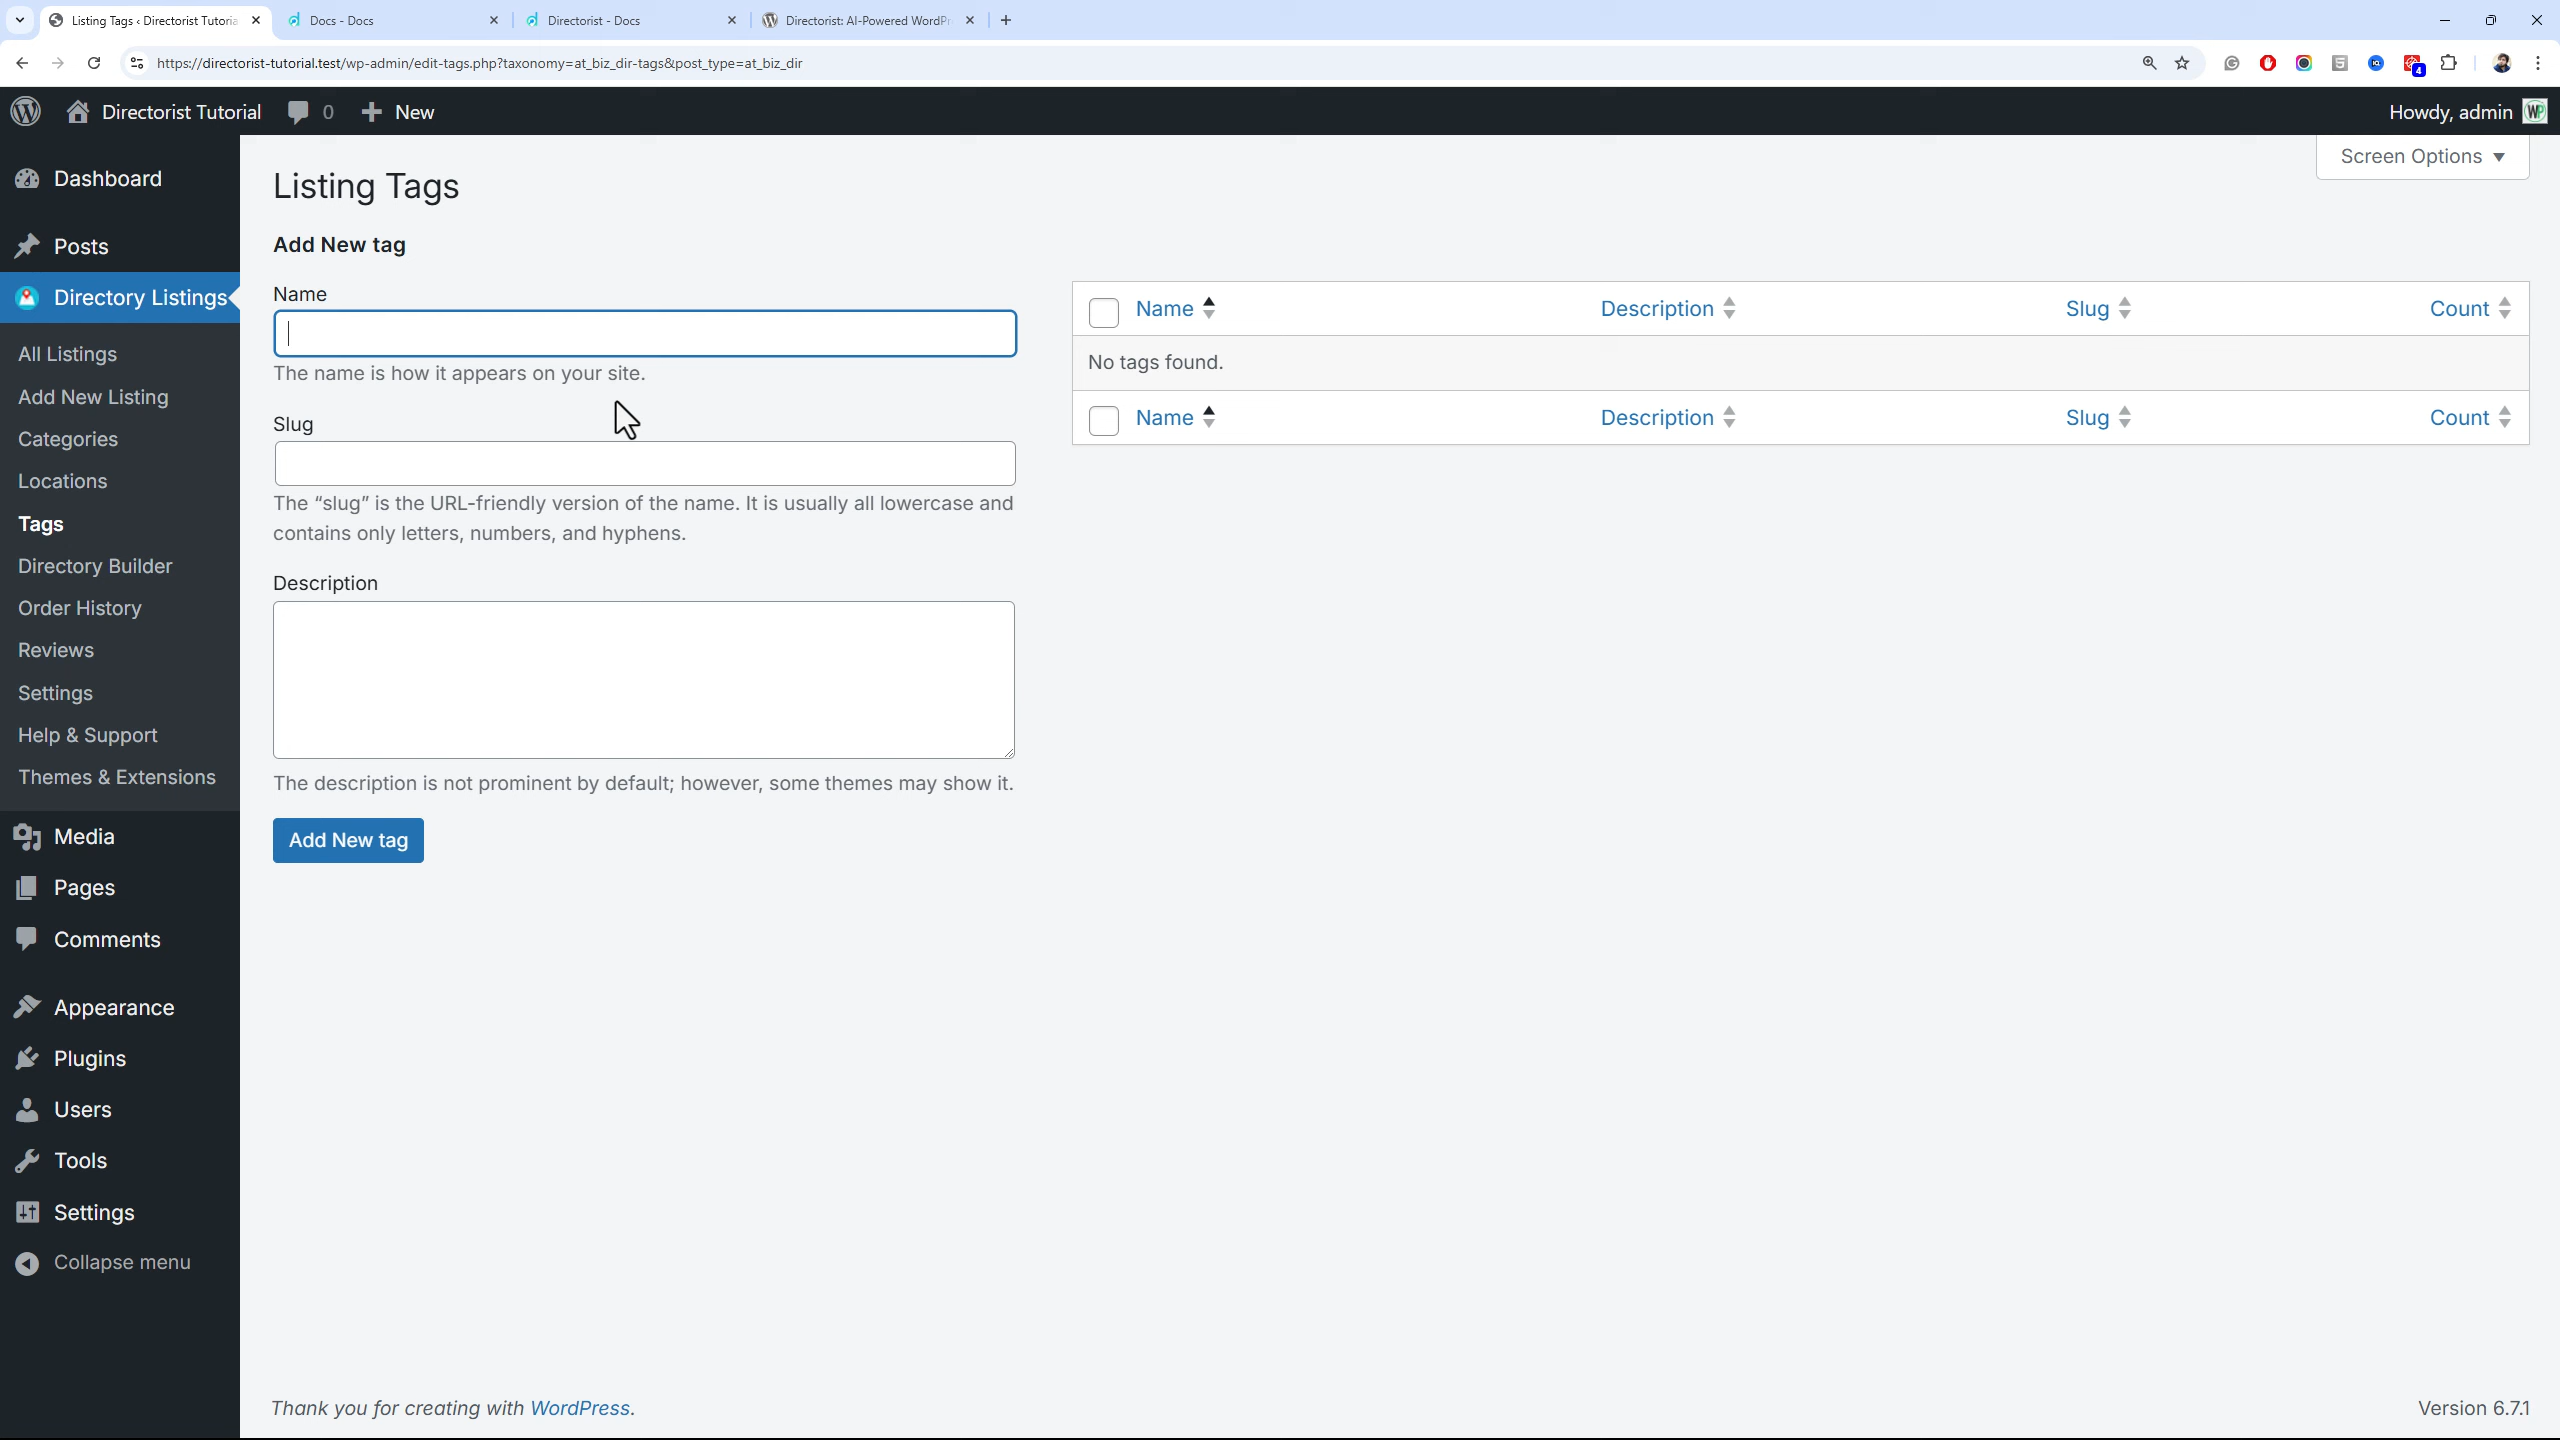 Listing Tags ‹ Directorist Tutoria
Docs - Docs
Directorist - Docs
Directorist: AI-Powered WordPr
https://directorist-tutorial.test/wp-admin/edit-tags.php?taxonomy=at_biz_dir-tags&post_type=at_biz_dir
4
Directorist Tutorial
0
New
Howdy, admin
WP
Dashboard
Posts
Directory Listings
All Listings
Add New Listing
Categories
Locations
Tags
Directory Builder
Order History
Reviews
Settings
Help & Support
Themes & Extensions
Media
Pages
Comments
Appearance
Plugins
Users
Tools
Settings
Collapse menu
Screen Options
Listing Tags
Add New tag
Name
The name is how it appears on your site.
Slug
The “slug” is the URL-friendly version of the name. It is usually all lowercase and
contains only letters, numbers, and hyphens.
Description
The description is not prominent by default; however, some themes may show it.
Add New tag
Name Description Slug Count
No tags found.
Name Description Slug Count
Thank you for creating with WordPress.
Version 6.7.1